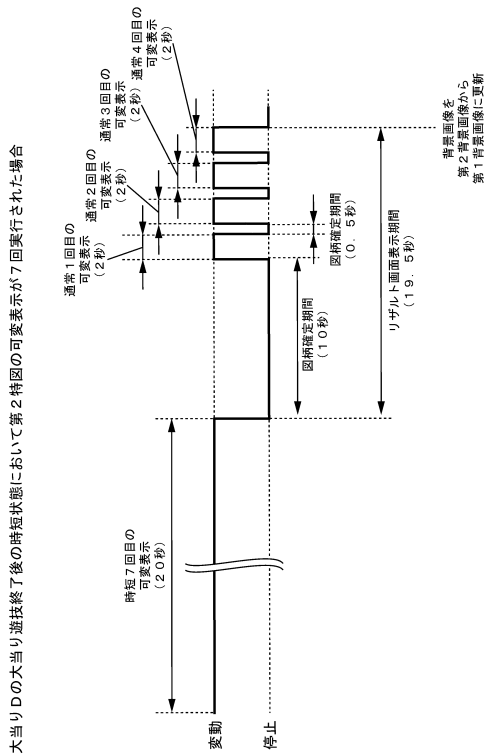 大当りDの大当り遊技終了後の時短状態において第２特図の可変表示が７回実行された場合
時短７回目の
可変表示
（２０秒）
通常１回目の
可変表示
（２秒）
通常２回目の
可変表示
（２秒）
通常３回目の
可変表示
（２秒）
通常４回目の
可変表示
（２秒）
変動
停止
図柄確定期間
（１０秒）
図柄確定期間
（０．５秒）
リザルト画面表示期間
（１９．５秒）
背景画像を
第２背景画像から
第１背景画像に更新